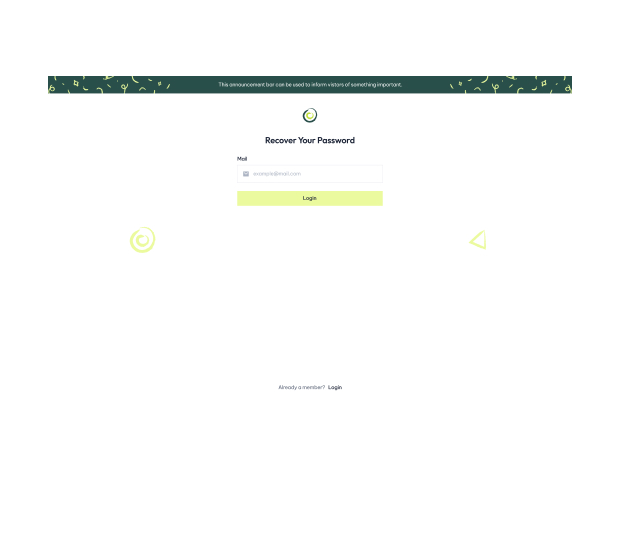 This announcement bar can be used to inform vistors of something important.
Recover Your Password
Mail
example@mail.com
Login
Already a member? Login